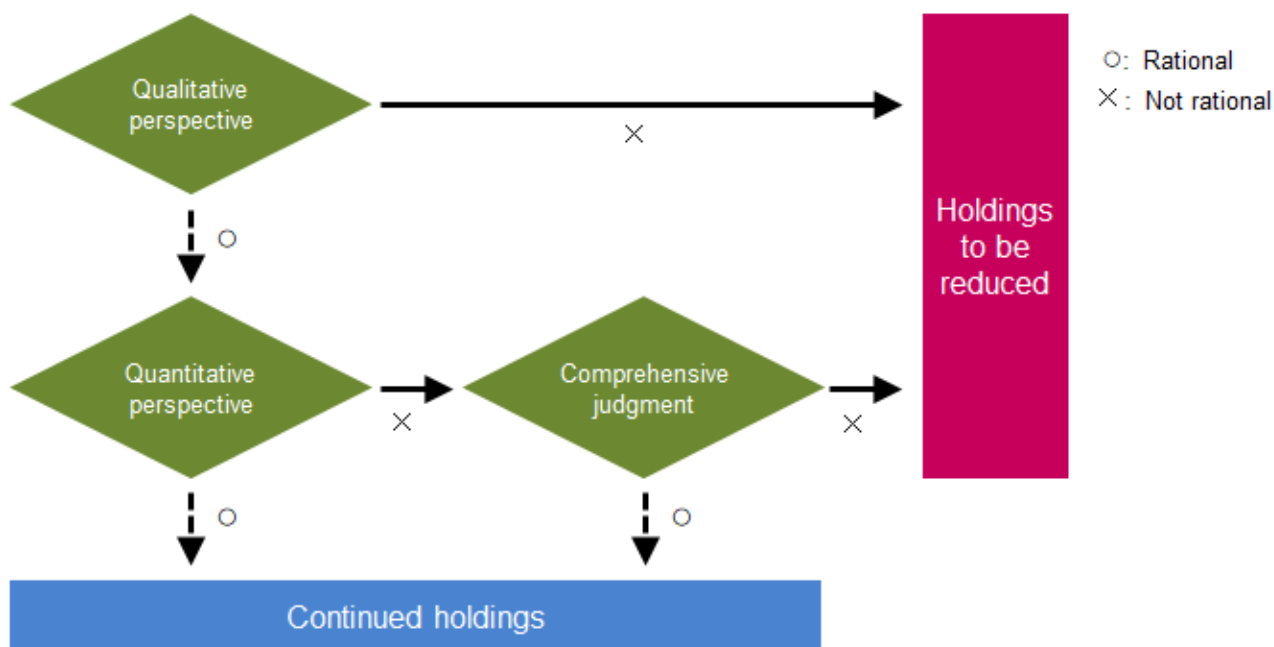 Qualitative
perspective
×
○: Rational
×: Not rational
Holdings
to be
reduced
○
Quantitative
perspective
×
Comprehensive
judgment
×
○
○
Continued holdings